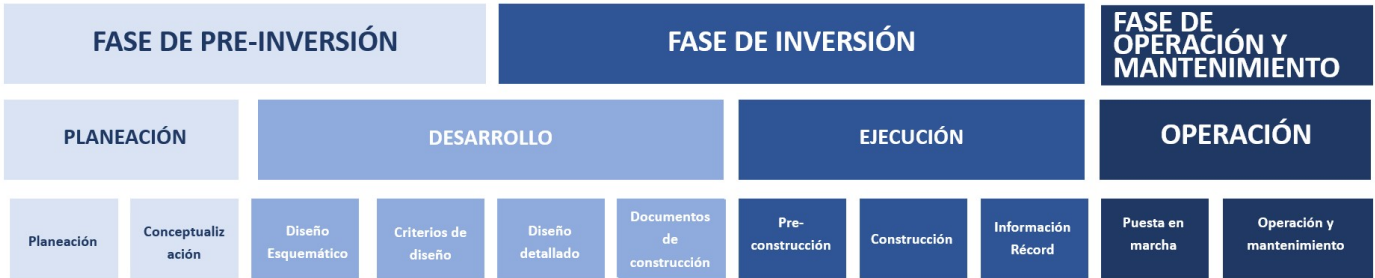 FASE DE PRE-INVERSIÓN
FASE DE INVERSIÓN
FASE DE
OPERACIÓN Y
MANTENIMIENTO
PLANEACIÓN
DESARROLLO
EJECUCIÓN
OPERACIÓN
Planeación
Conceptualiz
ación
Diseño
Esquemático
Criterios de
diseño
Diseño
detallado
Documentos
de
construcción
Pre-
construcción
Construcción
Información
Récord
Puesta en
marcha
Operación y
mantenimiento